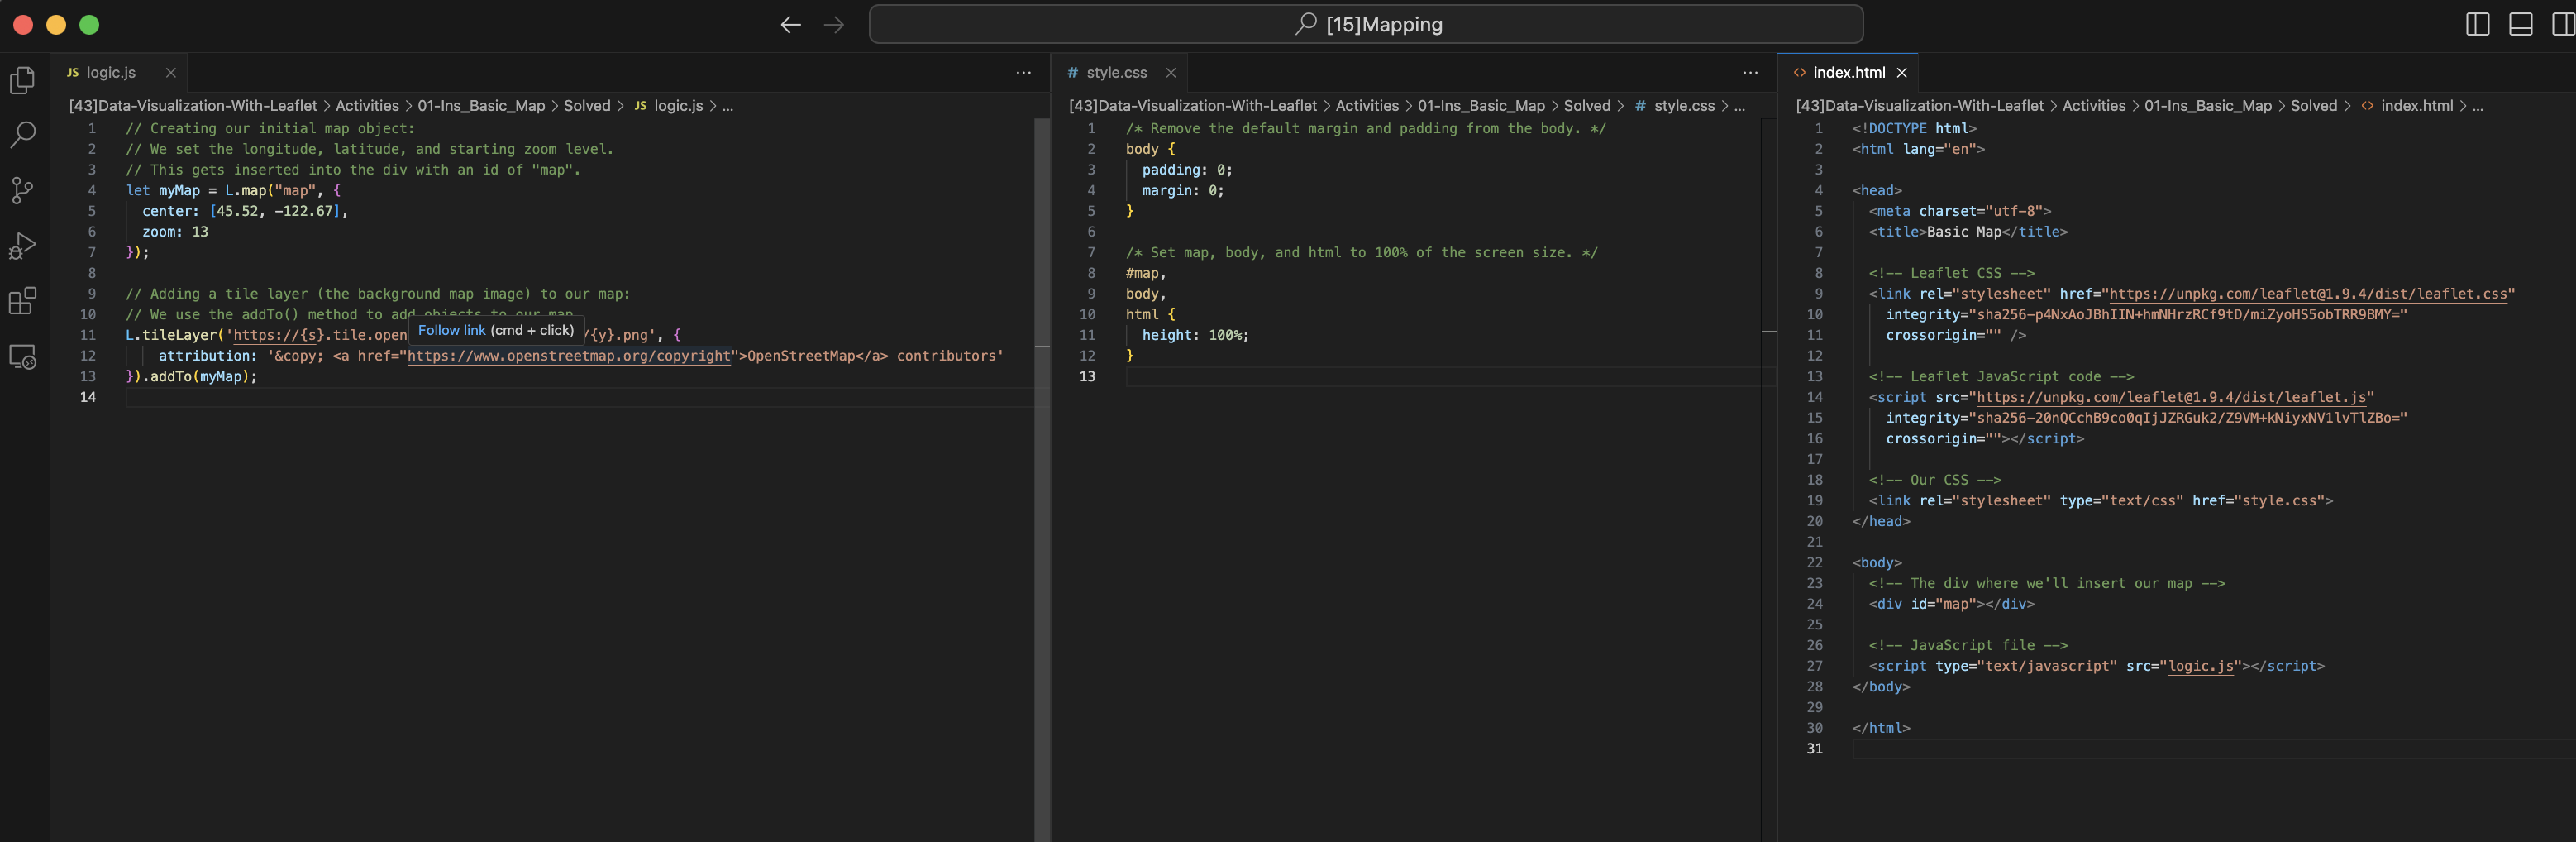 [15]Mapping
JS logic.js
[43]Data-Visualization-With-Leaflet > Activities > 01-Ins_Basic_Map > Solved > JS logic.js > ...
1 // Creating our initial map object:
2 // We set the longitude, latitude, and starting zoom level.
3 // This gets inserted into the div with an id of "map".
4 let myMap = L.map("map", {
5 center: [45.52, -122.67],
6 zoom: 13
7 });
8
9 // Adding a tile layer (the background map image) to our map:
10 // We use the addTo() method to add objects to our map.
Follow link (cmd + click)
11 L.tileLayer('https://{s}.tile.open /{y}.png', {
12 attribution: '&copy; <a href="https://www.openstreetmap.org/copyright">OpenStreetMap</a> contributors'
13 }).addTo(myMap);
14
# style.css
[43]Data-Visualization-With-Leaflet > Activities > 01-Ins_Basic_Map > Solved > # style.css > ...
1 /* Remove the default margin and padding from the body. */
2 body {
3 padding: 0;
4 margin: 0;
5 }
6
7 /* Set map, body, and html to 100% of the screen size. */
8 #map,
9 body,
10 html {
11 height: 100%;
12 }
13
<> index.html
[43]Data-Visualization-With-Leaflet > Activities > 01-Ins_Basic_Map > Solved > <> index.html > ...
1 <!DOCTYPE html>
2 <html lang="en">
3
4 <head>
5 <meta charset="utf-8">
6 <title>Basic Map</title>
7
8 <!-- Leaflet CSS -->
9 <link rel="stylesheet" href="https://unpkg.com/leaflet@1.9.4/dist/leaflet.css"
10 integrity="sha256-p4NxAoJBhIIN+hmNHrzRCf9tD/miZyoHS5obTRR9BMY="
11 crossorigin="" />
12
13 <!-- Leaflet JavaScript code -->
14 <script src="https://unpkg.com/leaflet@1.9.4/dist/leaflet.js"
15 integrity="sha256-20nQCchB9co0qIjJZRGuk2/Z9VM+kNiyxNV1lvTlZBo="
16 crossorigin=""></script>
17
18 <!-- Our CSS -->
19 <link rel="stylesheet" type="text/css" href="style.css">
20 </head>
21
22 <body>
23 <!-- The div where we'll insert our map -->
24 <div id="map"></div>
25
26 <!-- JavaScript file -->
27 <script type="text/javascript" src="logic.js"></script>
28 </body>
29
30 </html>
31